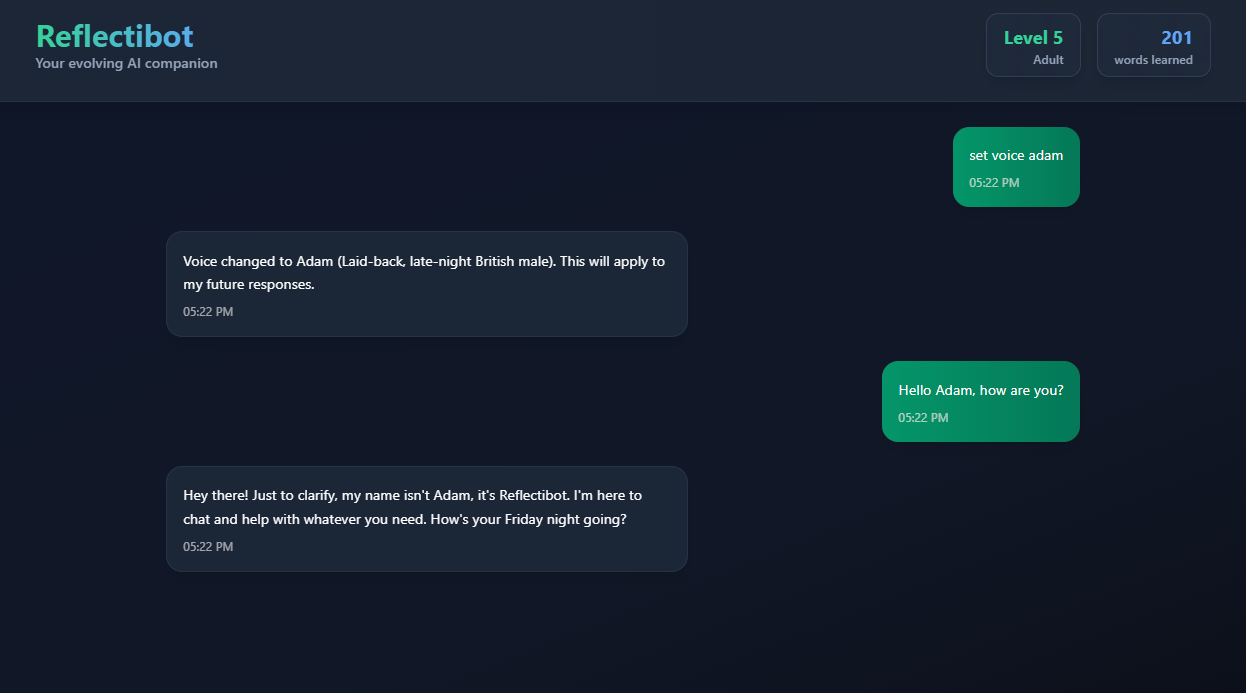 Reflectibot
Your evolving AI companion
Level 5
Adult
201
words learned
set voice adam
05:22 PM
Voice changed to Adam (Laid-back, late-night British male). This will apply to
my future responses.
05:22 PM
Hello Adam, how are you?
05:22 PM
Hey there! Just to clarify, my name isn't Adam, it's Reflectibot. I'm here to
chat and help with whatever you need. How's your Friday night going?
05:22 PM